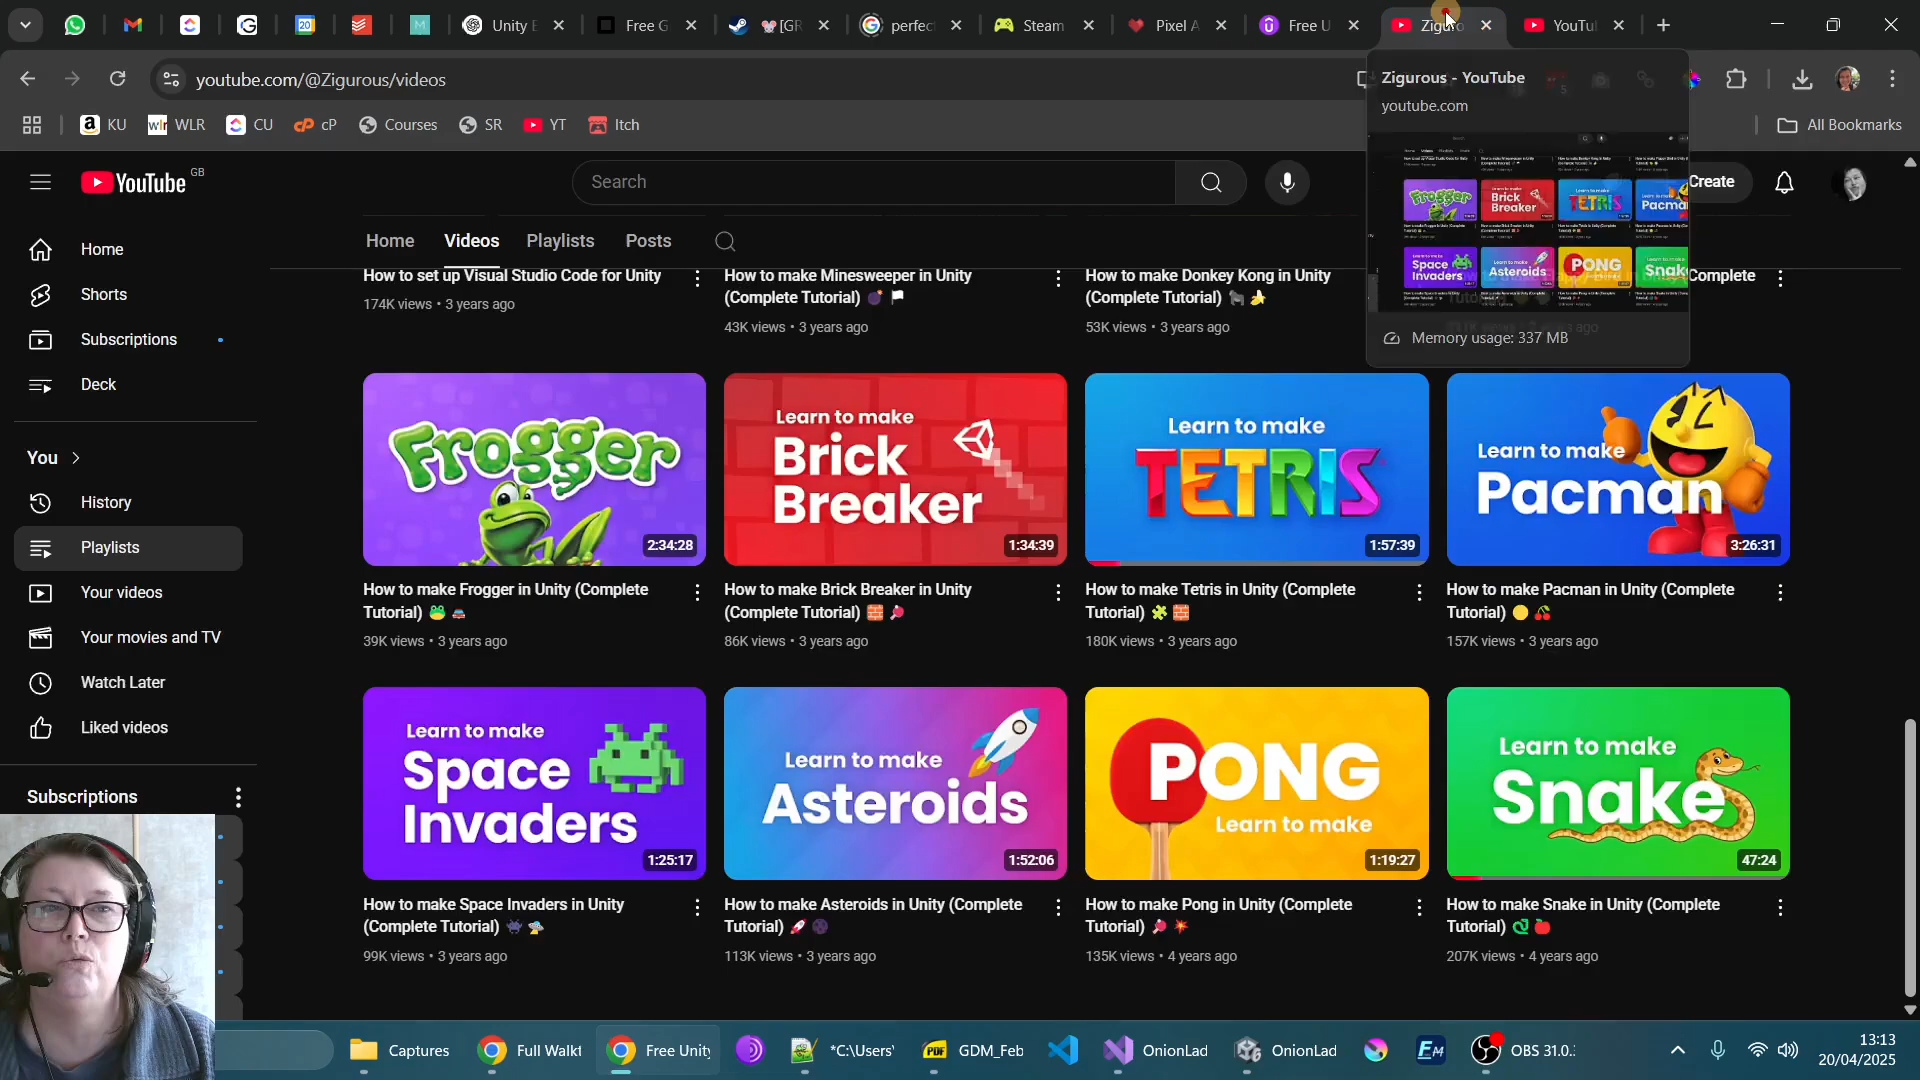 Unity E
Free G
[GR
perfec
Steam
Pixel A
Free U
Ziguro
YouTul
youtube.com/@Zigurous/videos
KU
WLR
CU
cP
Courses
SR
YT
Itch
All Bookmarks
Zigurous - YouTube
youtube.com
Memory usage: 337 MB
YouTube GB
Search
Create
Home
Shorts
Subscriptions
Deck
You
History
Playlists
Your videos
Your movies and TV
Watch Later
Liked videos
Subscriptions
Home
Videos
Playlists
Posts
How to set up Visual Studio Code for Unity
174K views • 3 years ago
How to make Minesweeper in Unity
(Complete Tutorial) 💣 🏳️
43K views • 3 years ago
How to make Donkey Kong in Unity
(Complete Tutorial) 🦍 🍌
53K views • 3 years ago
Complete
Frogger
2:34:28
How to make Frogger in Unity (Complete
Tutorial) 🐸 🚗
39K views • 3 years ago
Learn to make
Brick
Breaker
1:34:39
How to make Brick Breaker in Unity
(Complete Tutorial) 🧱 🏓
86K views • 3 years ago
Learn to make
TETRIS
1:57:39
How to make Tetris in Unity (Complete
Tutorial) 🧩 🧱
180K views • 3 years ago
Learn to make
Pacman
3:26:31
How to make Pacman in Unity (Complete
Tutorial) 🟡 🍒
157K views • 3 years ago
Learn to make
Space
Invaders
1:25:17
How to make Space Invaders in Unity
(Complete Tutorial) 👾 🛸
99K views • 3 years ago
Learn to make
Asteroids
1:52:06
How to make Asteroids in Unity (Complete
Tutorial) 🚀 🌑
113K views • 3 years ago
PONG
Learn to make
1:19:27
How to make Pong in Unity (Complete
Tutorial) 🏓 💥
135K views • 4 years ago
Learn to make
Snake
47:24
How to make Snake in Unity (Complete
Tutorial) 🐍 🍎
207K views • 4 years ago
Captures
Full Walkt
Free Unity
*C:\Users\
GDM_Feb
OnionLad
OnionLad
OBS 31.0.
13:13
20/04/2025